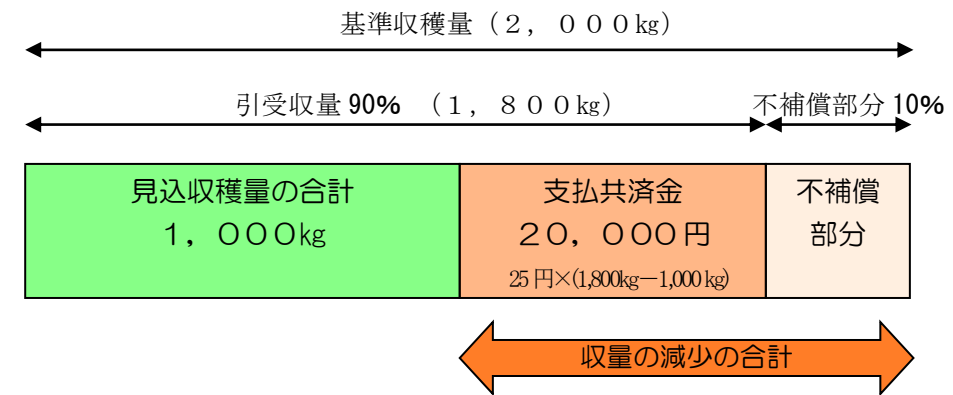 基準収穫量（２，０００㎏）
引受収量 90% （１，８００㎏） 不補償部分 10%
見込収穫量の合計 支払共済金 不補償
１，０００㎏ ２０，０００円 部分
25 円×(1,800㎏－1,000 ㎏)
収量の減少の合計